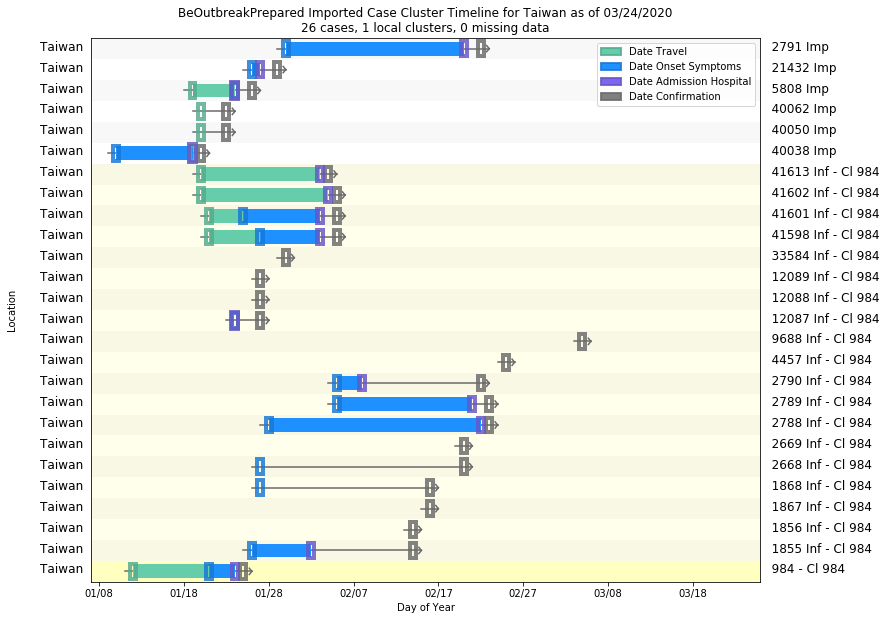 BeOutbreakPrepared Imported Case Cluster Timeline for Taiwan as of 03/24/2020
26 cases, 1 local clusters, 0 missing data
Taiwan 2791 Imp
Taiwan 21432 Imp
Taiwan 5808 Imp
Taiwan 40062 Imp
Taiwan 40050 Imp
Taiwan 40038 Imp
Taiwan 41613 Inf - Cl 984
Taiwan 41602 Inf - Cl 984
Taiwan 41601 Inf - Cl 984
Taiwan 41598 Inf - Cl 984
Taiwan 33584 Inf - Cl 984
Taiwan 12089 Inf - Cl 984
Taiwan 12088 Inf - Cl 984
Taiwan 12087 Inf - Cl 984
Taiwan 9688 Inf - Cl 984
Taiwan 4457 Inf - Cl 984
Taiwan 2790 Inf - Cl 984
Taiwan 2789 Inf - Cl 984
Taiwan 2788 Inf - Cl 984
Taiwan 2669 Inf - Cl 984
Taiwan 2668 Inf - Cl 984
Taiwan 1868 Inf - Cl 984
Taiwan 1867 Inf - Cl 984
Taiwan 1856 Inf - Cl 984
Taiwan 1855 Inf - Cl 984
Taiwan 984 - Cl 984
Date Travel
Date Onset Symptoms
Date Admission Hospital
Date Confirmation
Location
01/08 01/18 01/28 02/07 02/17 02/27 03/08 03/18
Day of Year